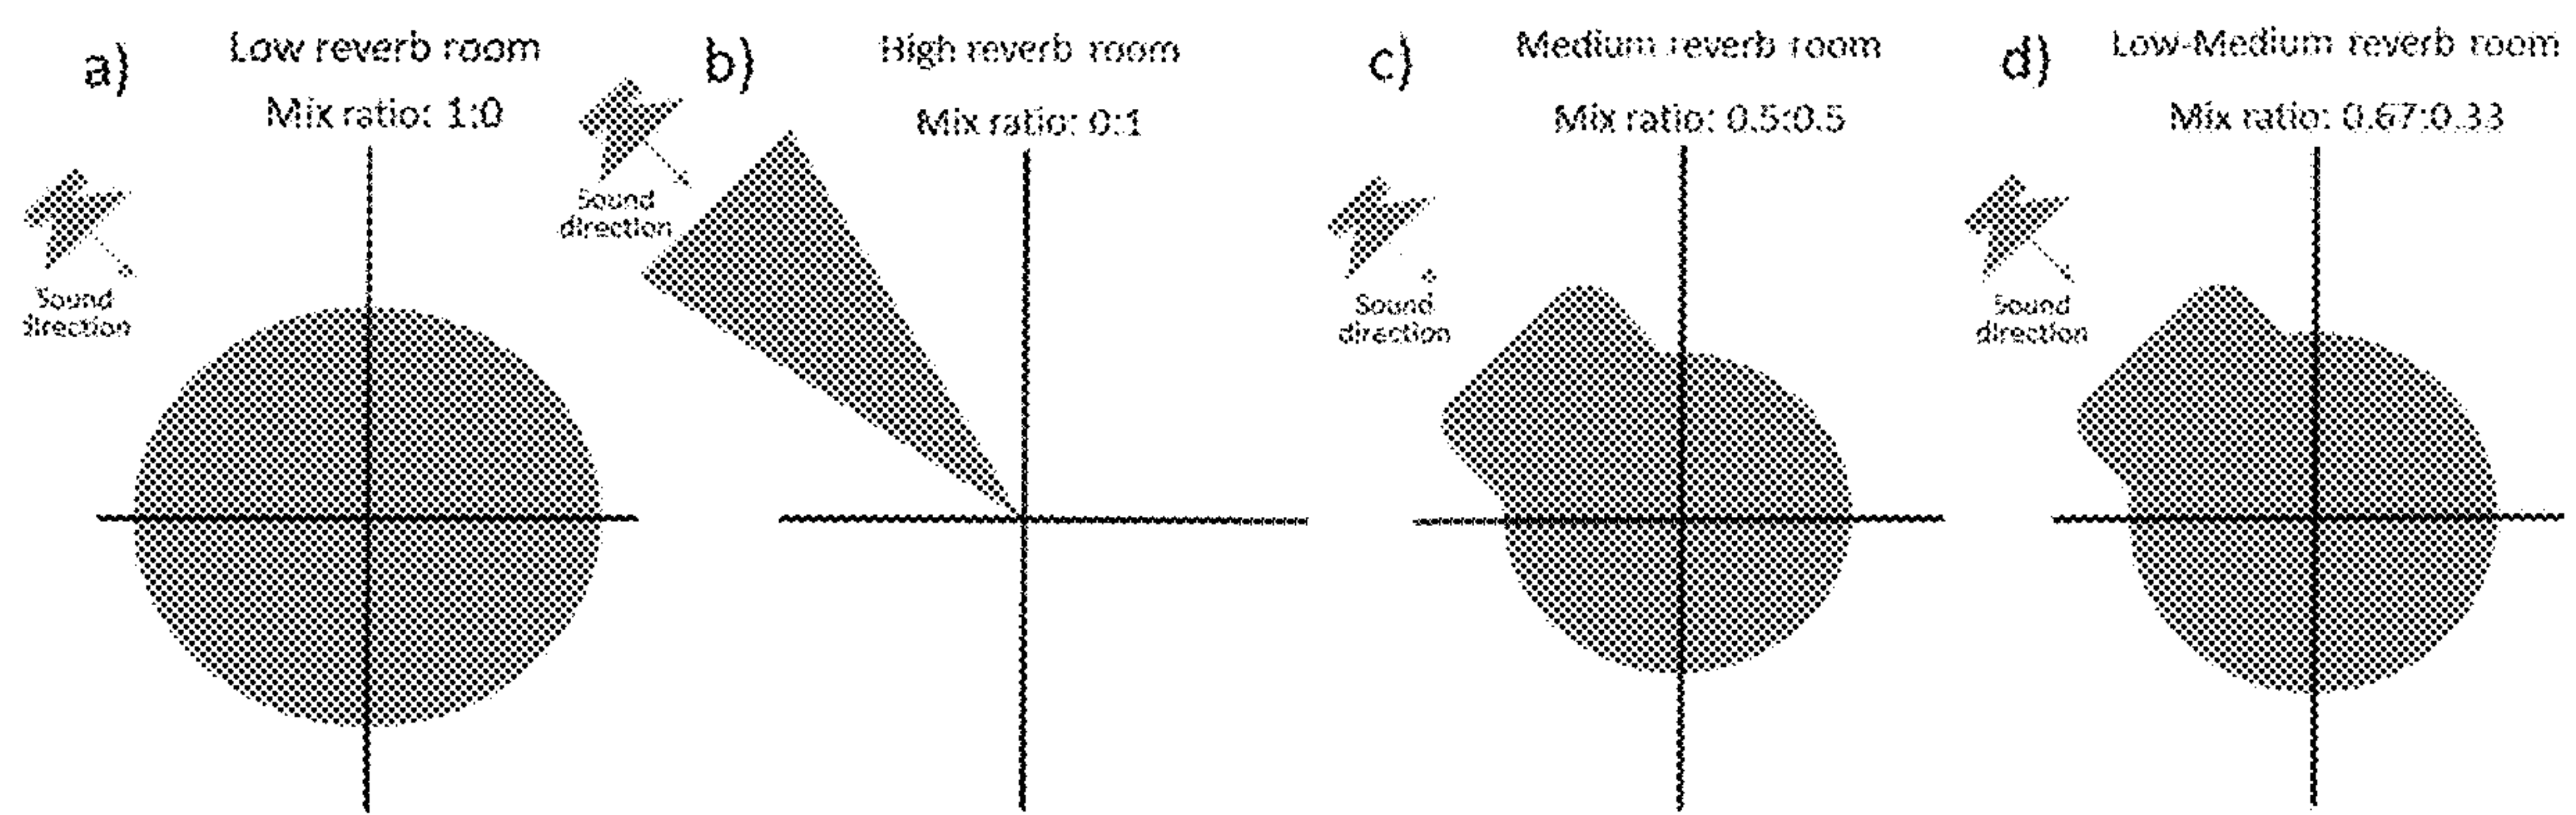 a)
Low reverb room
Mix ratio: 1:0
Sound
direction
b)
High reverb room
Mix ratio: 0:1
Sound
direction
c)
Medium reverb room
Mix ratio: 0.5:0.5
Sound
direction
d)
Low-Medium reverb room
Mix ratio: 0.67:0.33
Sound
direction